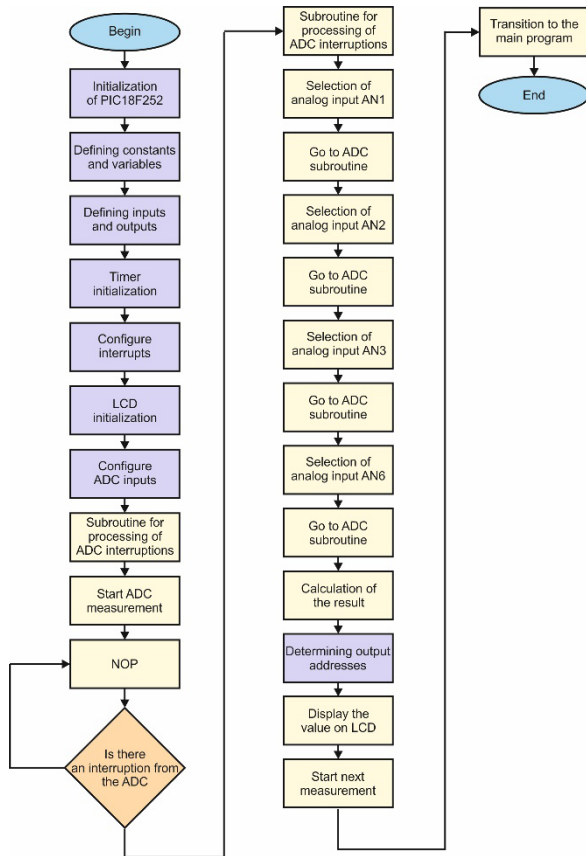 Begin
Initialization
of PIC18F252
Defining constants
and variables
Defining inputs
and outputs
Timer
initialization
Configure
interrupts
LCD
initialization
Configure
ADC inputs
Subroutine for
processing of
ADC interruptions
Start ADC
measurement
NOP
Is there
an interruption from
the ADC
Subroutine for
processing of
ADC interruptions
Selection of
analog input AN1
Go to ADC
subroutine
Selection of
analog input AN2
Go to ADC
subroutine
Selection of
analog input AN3
Go to ADC
subroutine
Selection of
analog input AN6
Go to ADC
subroutine
Calculation of
the result
Determining output
addresses
Display the
value on LCD
Start next
measurement
Transition to the
main program
End